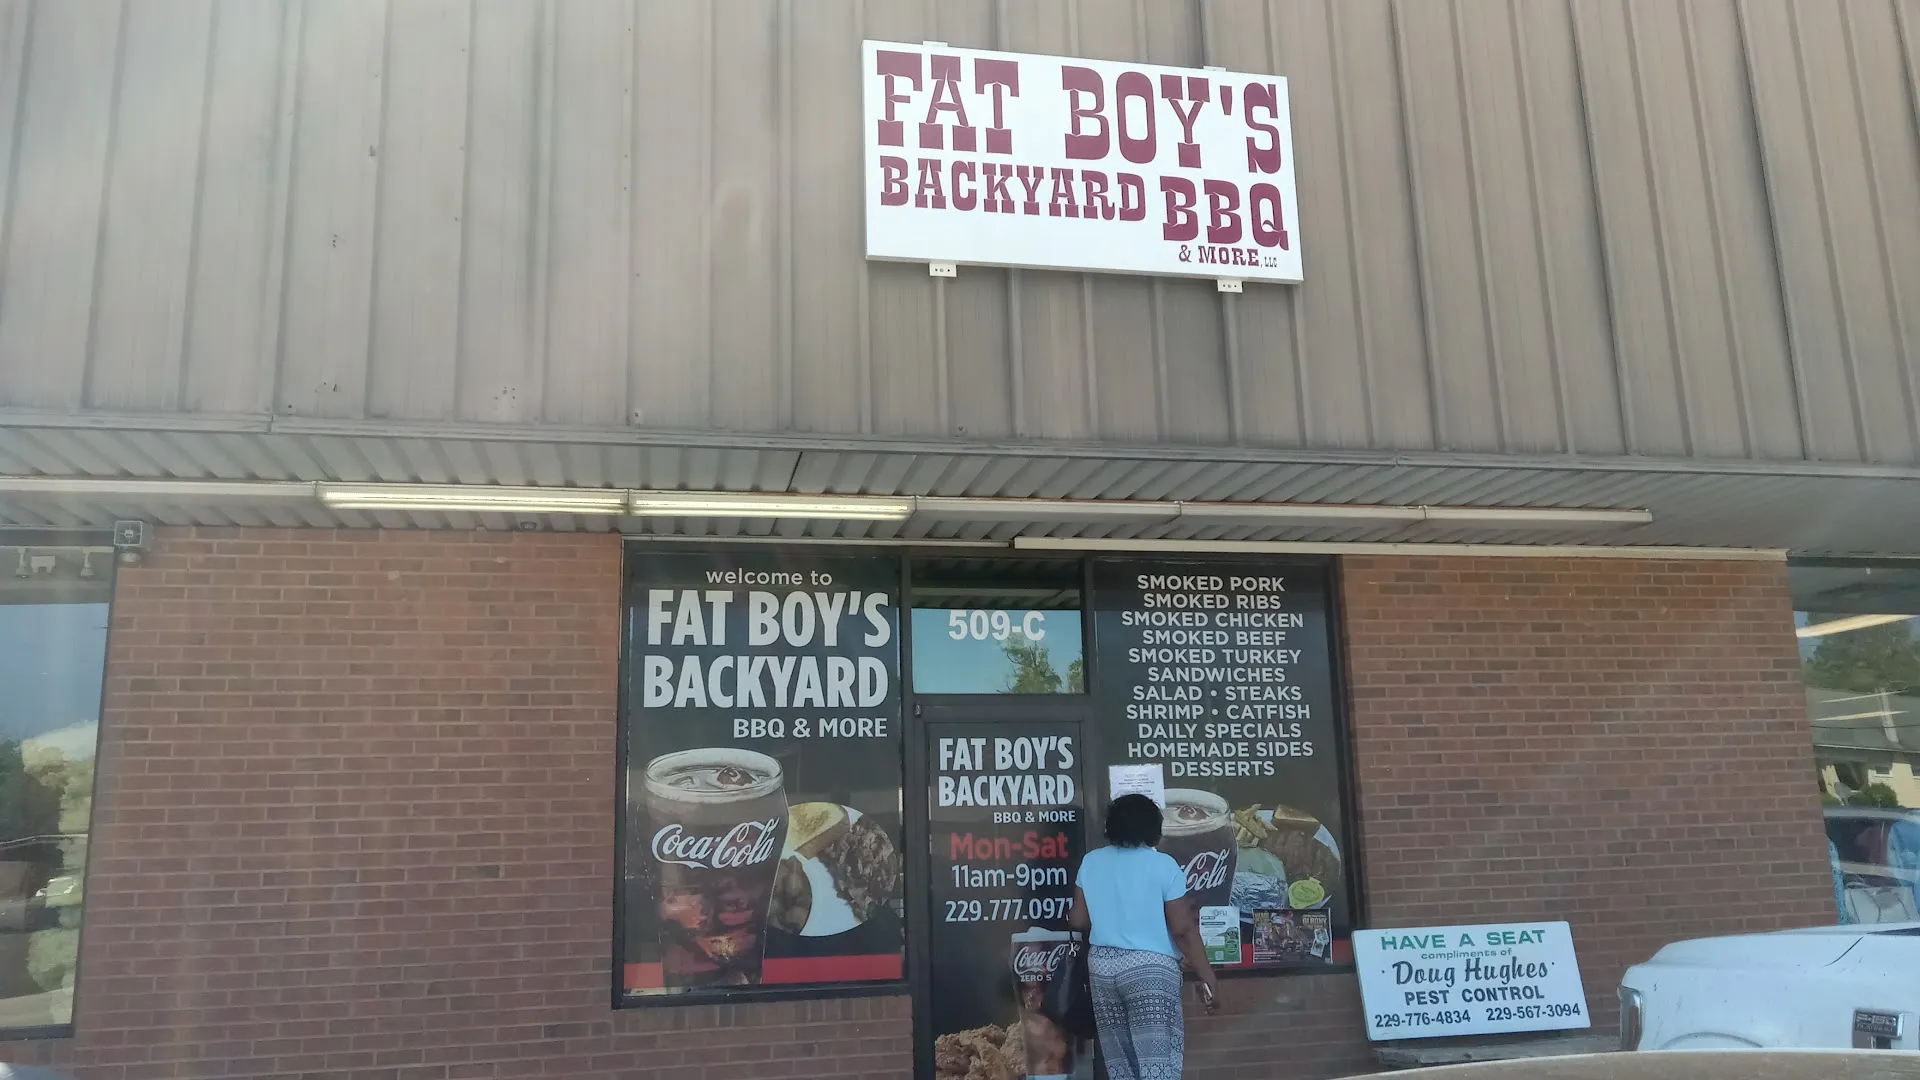 FAT BOY'S
BACKYARD BBQ
& MORE, LLC
welcome to
FAT BOY'S
BACKYARD
BBQ & MORE
Coca-Cola
509-C
FAT BOY'S
BACKYARD
BBQ & MORE
Mon-Sat
11am-9pm
229.777.0971
Coca-C
ZERO S
SMOKED PORK
SMOKED RIBS
SMOKED CHICKEN
SMOKED BEEF
SMOKED TURKEY
SANDWICHES
SALAD • STEAKS
SHRIMP • CATFISH
DAILY SPECIALS
HOMEMADE SIDES
DESSERTS
Cola
ALBANY
HAVE A SEAT
compliments of
· Doug Hughes ·
PEST CONTROL
229-776-4834 229-567-3094
F-150